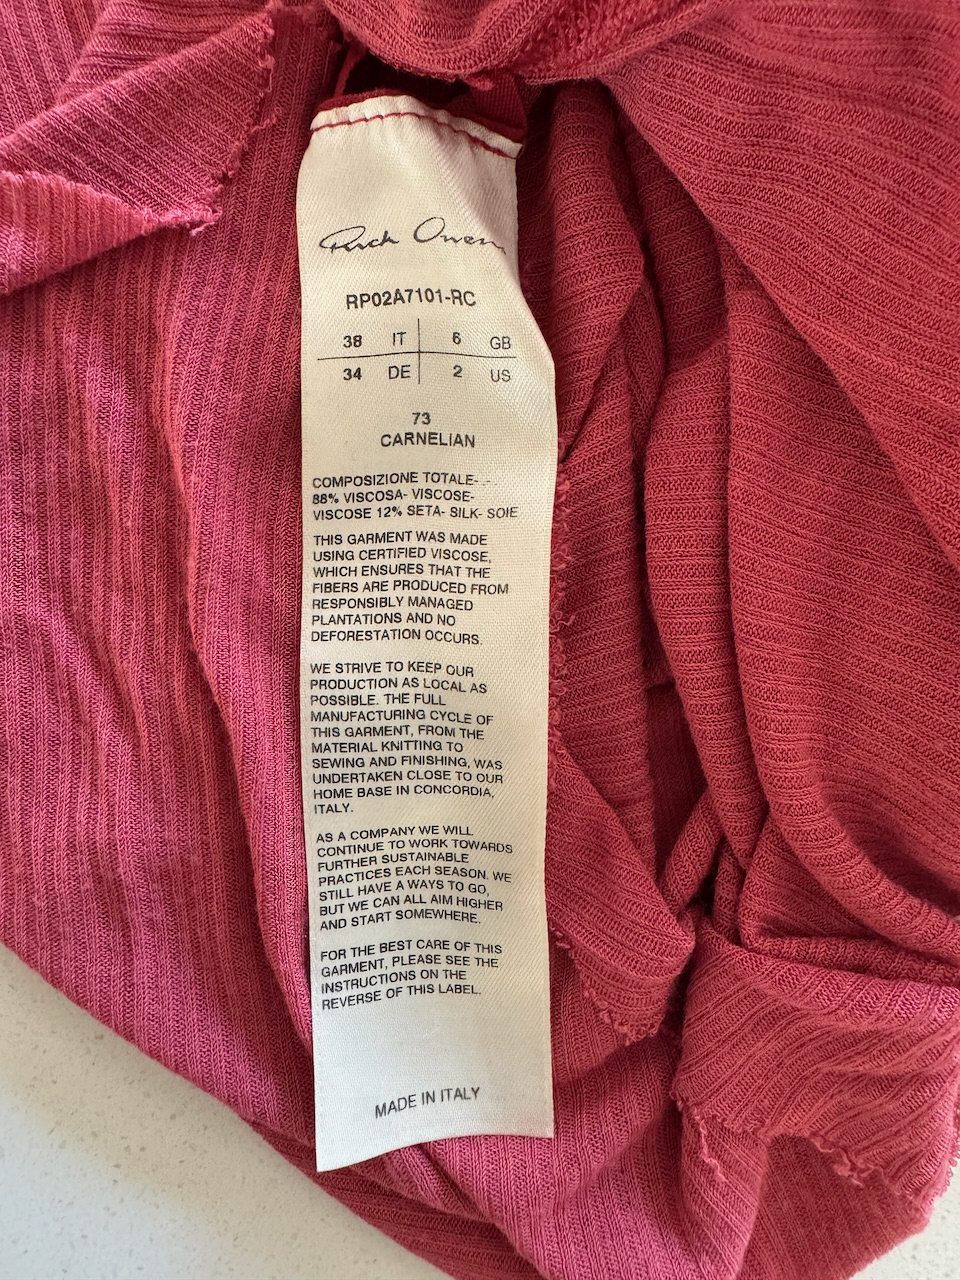 Rick Owens
RP02A7101-RC
38 IT 6 GB
34 DE 2 US
73
CARNELIAN
COMPOSIZIONE TOTALE- - -
88% VISCOSA- VISCOSE-
VISCOSE 12% SETA- SILK- SOIE
THIS GARMENT WAS MADE
USING CERTIFIED VISCOSE,
WHICH ENSURES THAT THE
FIBERS ARE PRODUCED FROM
RESPONSIBLY MANAGED
PLANTATIONS AND NO
DEFORESTATION OCCURS.
WE STRIVE TO KEEP OUR
PRODUCTION AS LOCAL AS
POSSIBLE. THE FULL
MANUFACTURING CYCLE OF
THIS GARMENT, FROM THE
MATERIAL KNITTING TO
SEWING AND FINISHING, WAS
UNDERTAKEN CLOSE TO OUR
HOME BASE IN CONCORDIA,
ITALY.
AS A COMPANY WE WILL
CONTINUE TO WORK TOWARDS
FURTHER SUSTAINABLE
PRACTICES EACH SEASON. WE
STILL HAVE A WAYS TO GO,
BUT WE CAN ALL AIM HIGHER
AND START SOMEWHERE.
FOR THE BEST CARE OF THIS
GARMENT, PLEASE SEE THE
INSTRUCTIONS ON THE
REVERSE OF THIS LABEL.
MADE IN ITALY